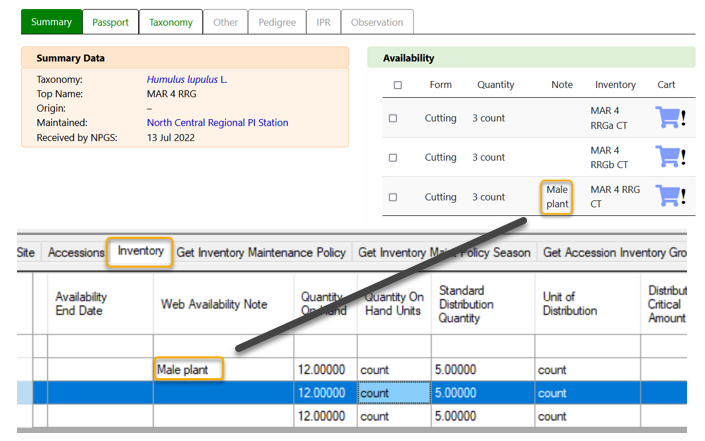 Summary Passport Taxonomy Other Pedigree IPR Observation
Summary Data
Taxonomy: Humulus lupulus L.
Top Name: MAR 4 RRG
Origin: –
Maintained: North Central Regional PI Station
Received by NPGS: 13 Jul 2022
Availability
Form Quantity Note Inventory Cart
Cutting 3 count MAR 4
RRGa CT
!
Cutting 3 count MAR 4
RRGb CT
!
Cutting 3 count Male
plant
MAR 4 RRG
CT
!
Site Accessions Inventory Get Inventory Maintenance Policy Get Inventory Maint Policy Season Get Accession Inventory Gro
Availability
End Date
Web Availability Note
Quantity
On Hand
Quantity On
Hand Units
Standard
Distribution
Quantity
Unit of
Distribution
Distribut
Critical
Amount
Male plant 12.00000 count 5.00000 count
12.00000 count 5.00000 count
12.00000 count 5.00000 count